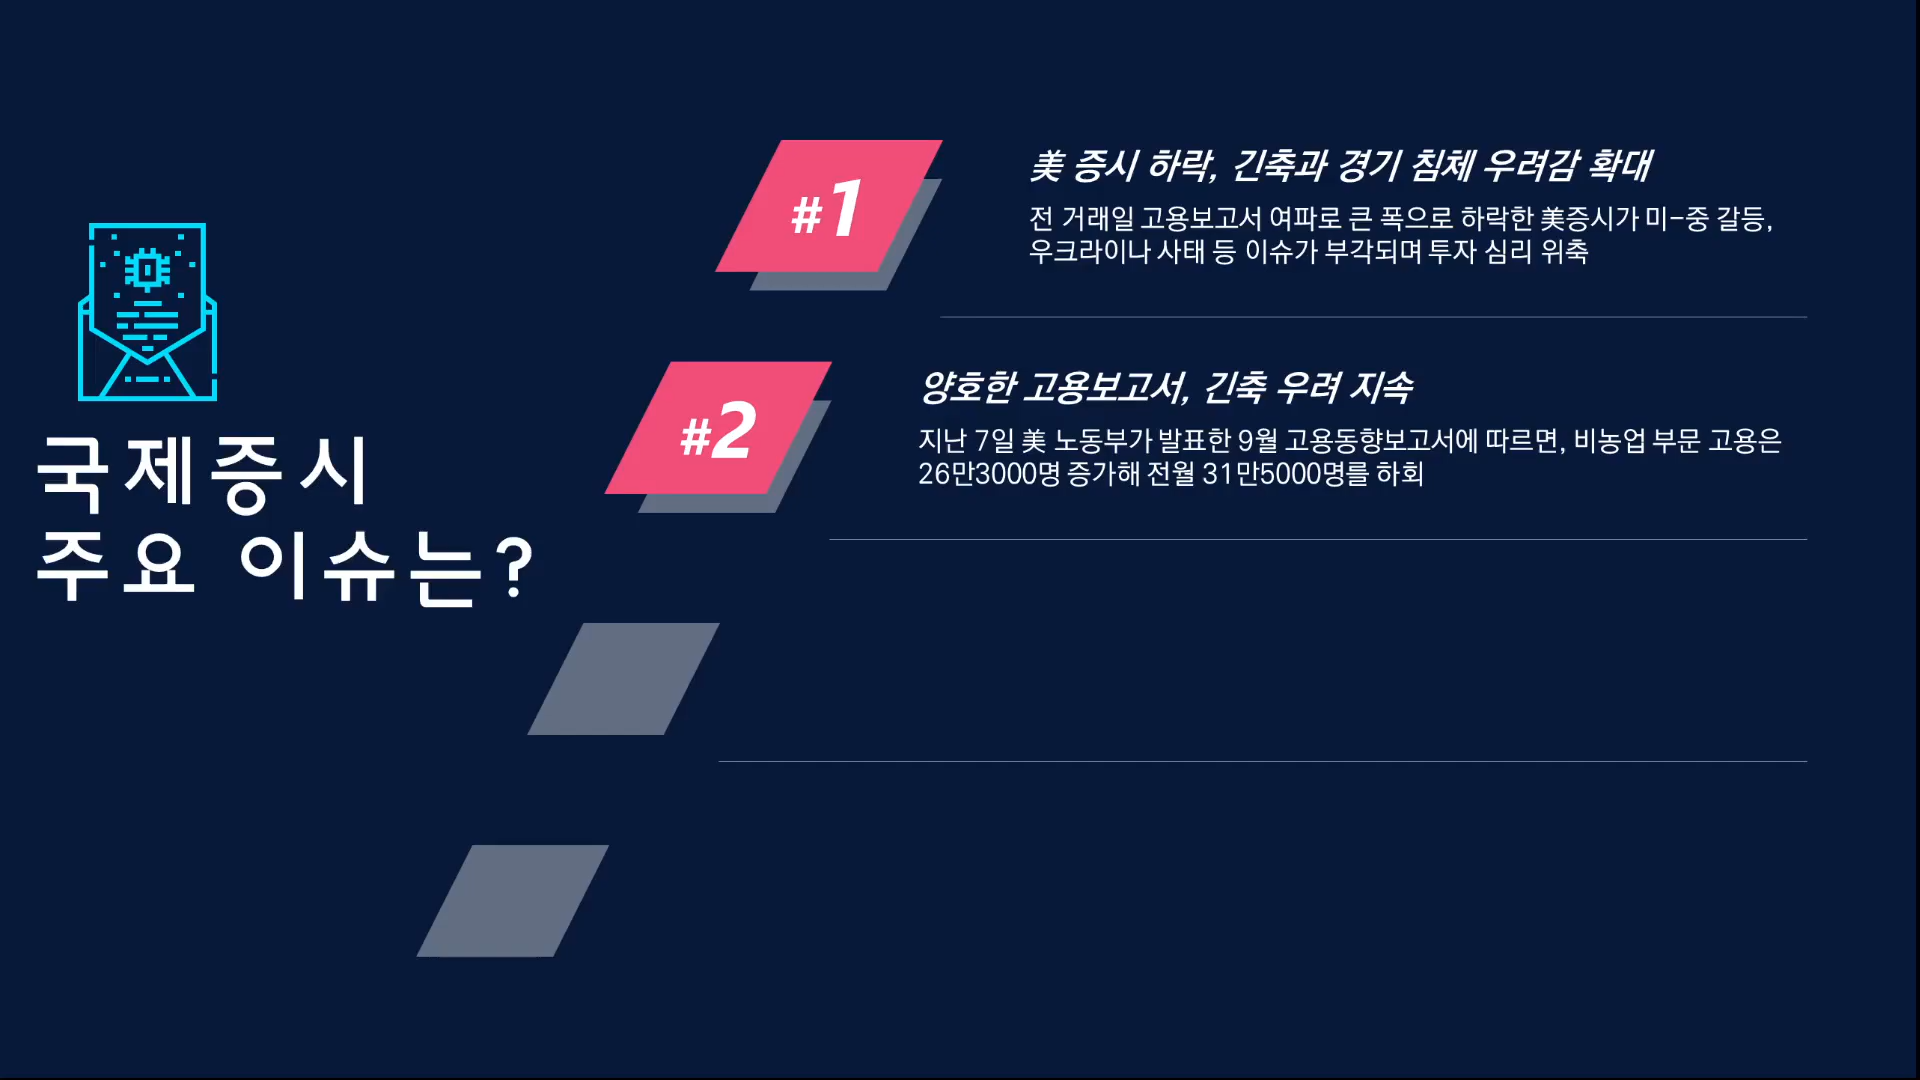 국제증시
주요 이슈는?
#1
美 증시 하락, 긴축과 경기 침체 우려감 확대
전 거래일 고용보고서 여파로 큰 폭으로 하락한 美증시가 미-중 갈등,
우크라이나 사태 등 이슈가 부각되며 투자 심리 위축
#2
양호한 고용보고서, 긴축 우려 지속
지난 7일 美 노동부가 발표한 9월 고용동향보고서에 따르면, 비농업 부문 고용은
26만3000명 증가해 전월 31만5000명를 하회